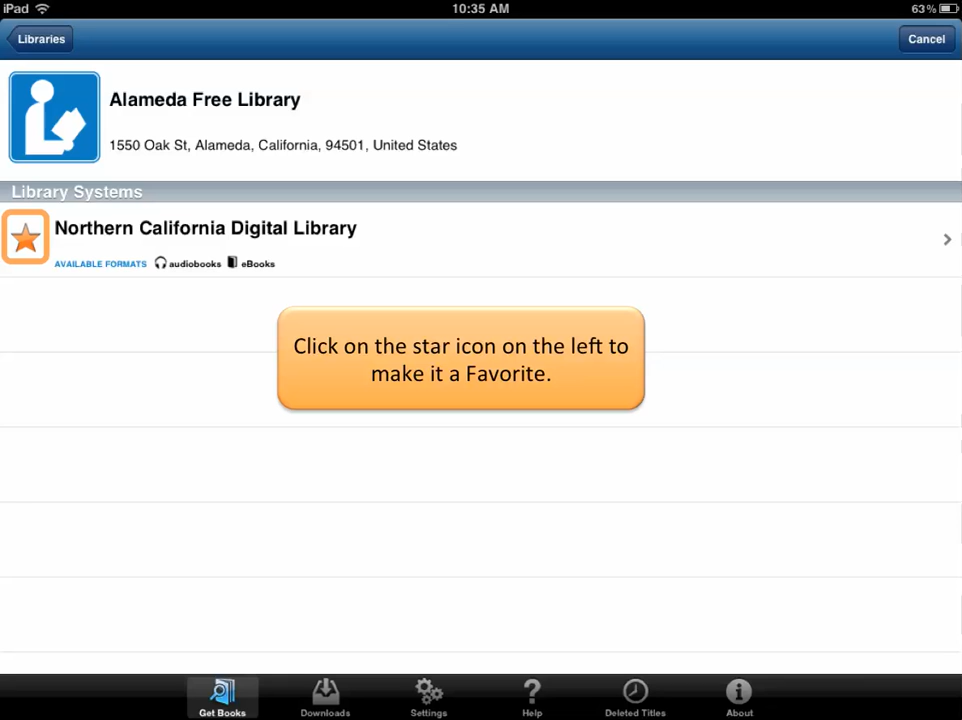 iPad 10:35 AM 63%
Libraries Cancel
Alameda Free Library
1550 Oak St, Alameda, California, 94501, United States
Library Systems
Northern California Digital Library
AVAILABLE FORMATS audiobooks eBooks
Click on the star icon on the left to
make it a Favorite.
Get Books Downloads Settings Help Deleted Titles About